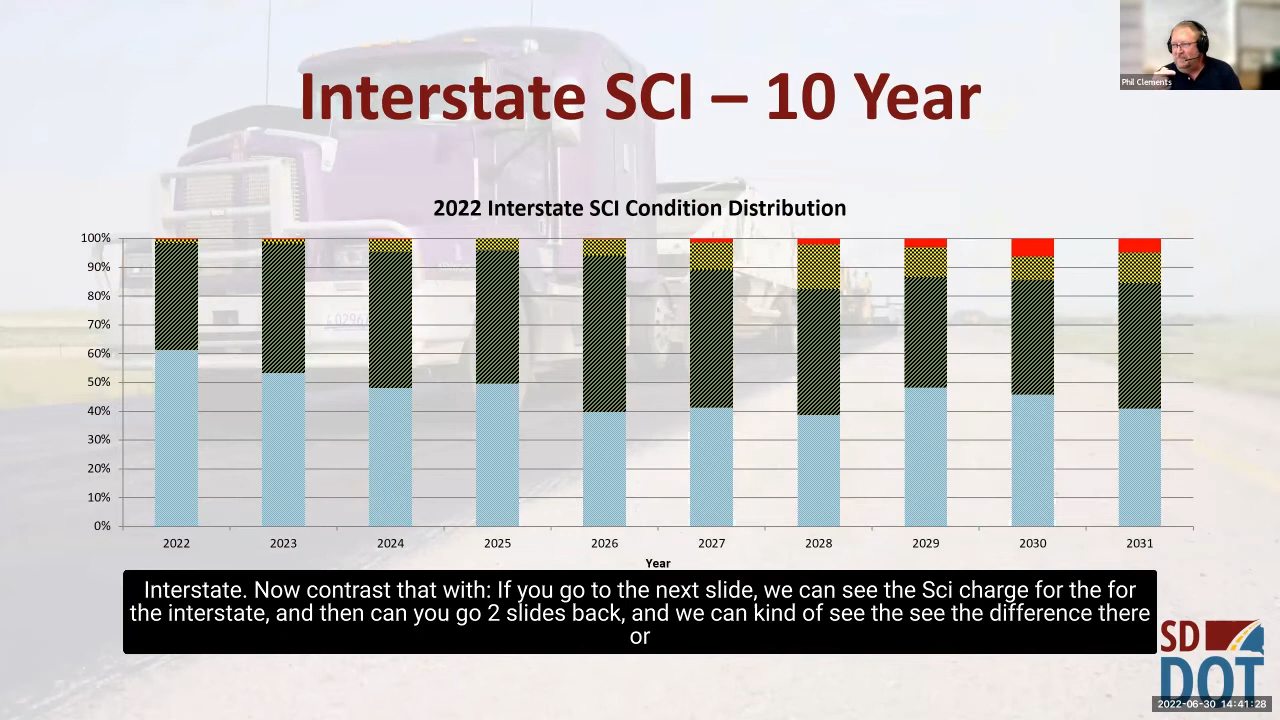 Phil Clements
Interstate SCI – 10 Year
2022 Interstate SCI Condition Distribution
100%
90%
80%
70%
60%
50%
40%
30%
20%
10%
0%
2022 2023 2024 2025 2026 2027 2028 2029 2030 2031
Year
Interstate. Now contrast that with: If you go to the next slide, we can see the Sci charge for the for
the interstate, and then can you go 2 slides back, and we can kind of see the see the difference there
or
SD
DOT
2022-06-30 14:41:28